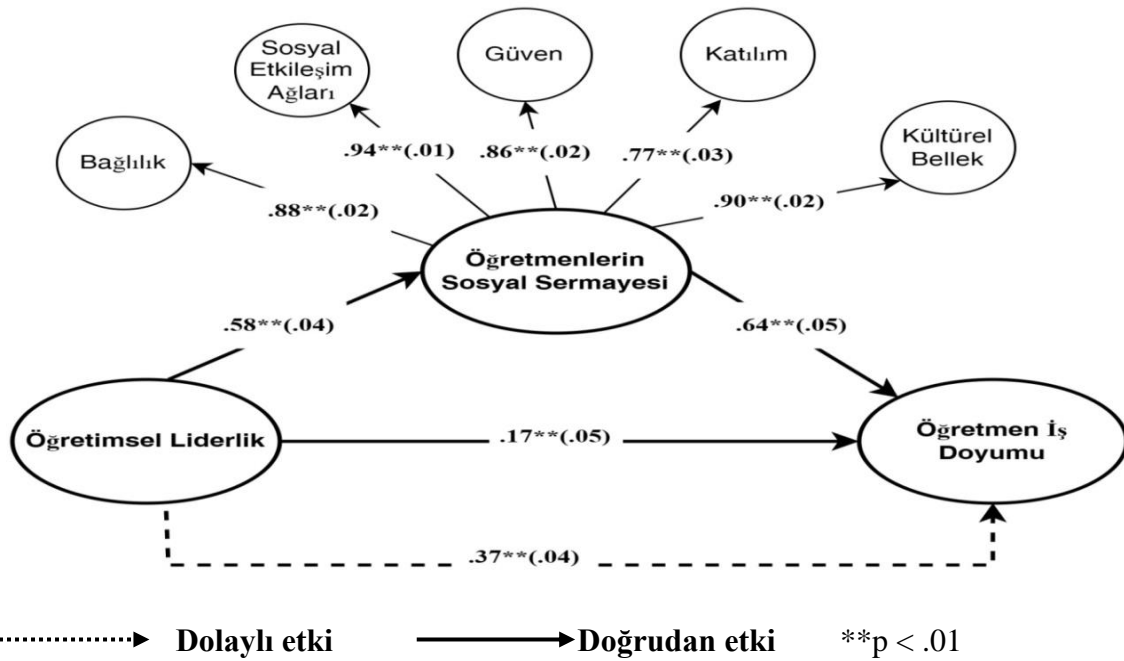 Sosyal
Etkileşim
Ağları
Güven
Katılım
Bağlılık
Kültürel
Bellek
.94**(.01)
.86**(.02)
.77**(.03)
.88**(.02)
.90**(.02)
Öğretmenlerin
Sosyal Sermayesi
.58**(.04)
.64**(.05)
Öğretimsel Liderlik
.17**(.05)
Öğretmen İş
Doyumu
.37**(.04)
Dolaylı etki
Doğrudan etki
**p < .01